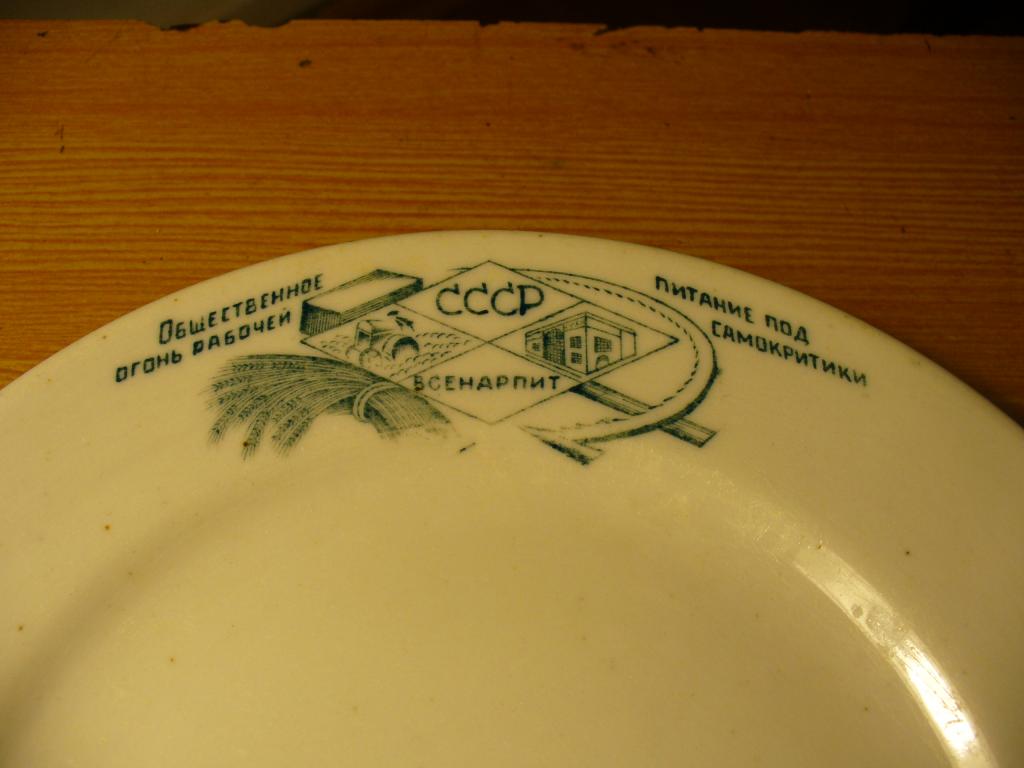 Общественное питание под
огонь рабочей самокритики
СССР
ВСЕНАРПИТ